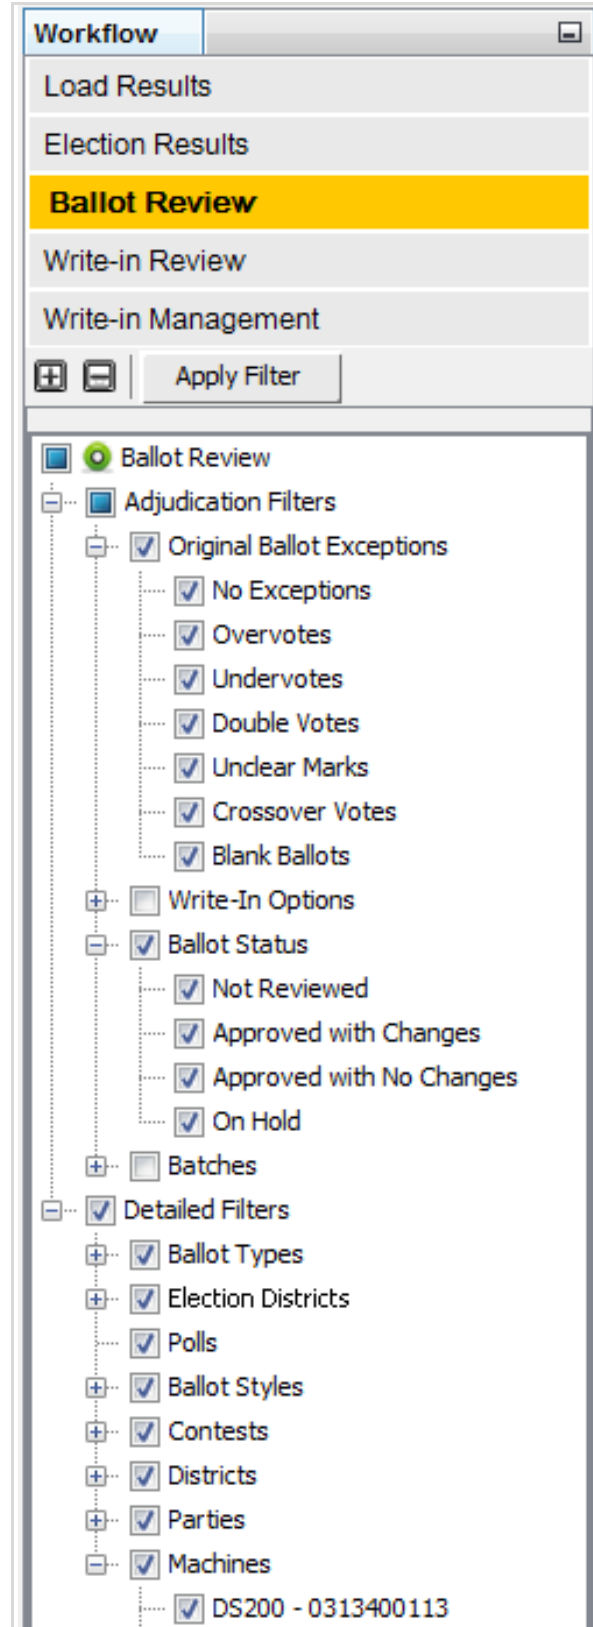 Workflow
Load Results
Election Results
Ballot Review
Write-in Review
Write-in Management
Apply Filter
Ballot Review
Adjudication Filters
Original Ballot Exceptions
No Exceptions
Overvotes
Undervotes
Double Votes
Unclear Marks
Crossover Votes
Blank Ballots
Write-In Options
Ballot Status
Not Reviewed
Approved with Changes
Approved with No Changes
On Hold
Batches
Detailed Filters
Ballot Types
Election Districts
Polls
Ballot Styles
Contests
Districts
Parties
Machines
DS200 - 0313400113